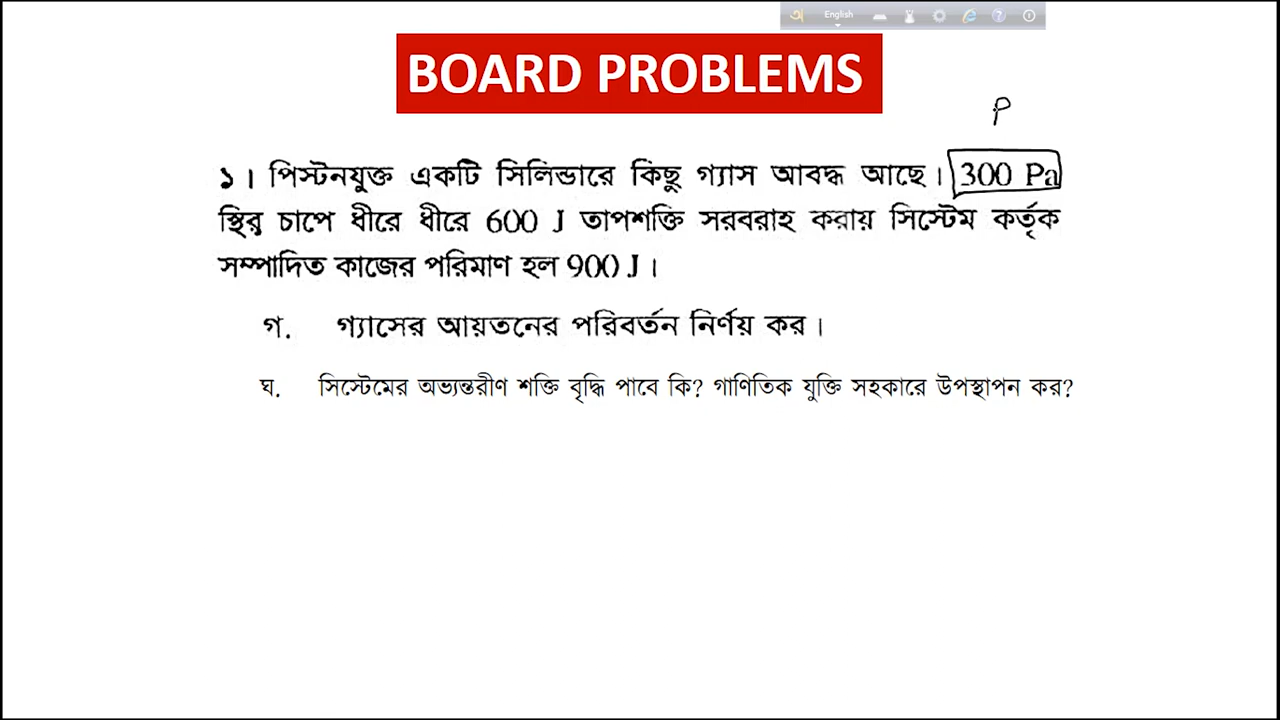 English
BOARD PROBLEMS
P
১। পিস্টনযুক্ত একটি সিলিন্ডারে কিছু গ্যাস আবদ্ধ আছে। 300 Pa
স্থির চাপে ধীরে ধীরে 600 J তাপশক্তি সরবরাহ করায় সিস্টেম কর্তৃক
সম্পাদিত কাজের পরিমাণ হল 900 J।
গ. গ্যাসের আয়তনের পরিবর্তন নির্ণয় কর।
ঘ. সিস্টেমের অভ্যন্তরীণ শক্তি বৃদ্ধি পাবে কি? গাণিতিক যুক্তি সহকারে উপস্থাপন কর?